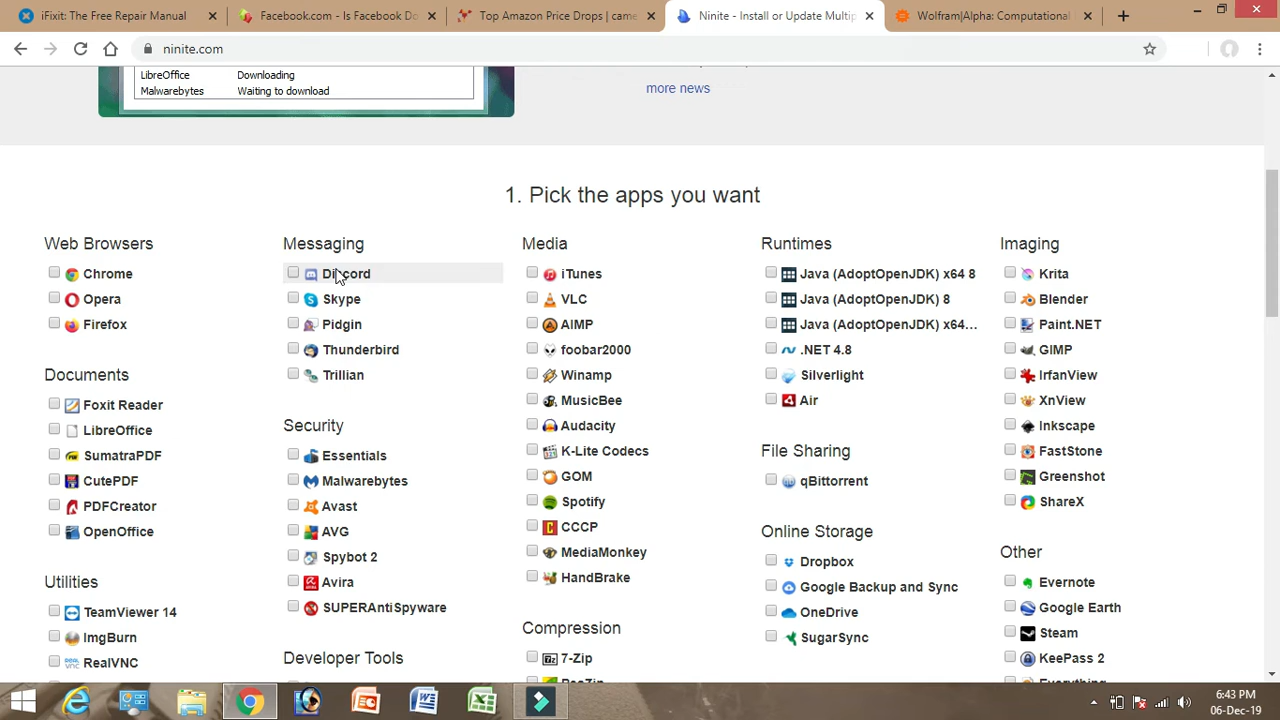 iFixit: The Free Repair Manual
Facebook.com - Is Facebook Do
Top Amazon Price Drops | came
Ninite - Install or Update Multip
Wolfram|Alpha: Computational
ninite.com
LibreOffice Downloading
Malwarebytes Waiting to download
more news
1. Pick the apps you want
Web Browsers
Chrome
Opera
Firefox
Documents
Foxit Reader
LibreOffice
SumatraPDF
CutePDF
PDFCreator
OpenOffice
Utilities
TeamViewer 14
ImgBurn
RealVNC
Messaging
Discord
Skype
Pidgin
Thunderbird
Trillian
Security
Essentials
Malwarebytes
Avast
AVG
Spybot 2
Avira
SUPERAntiSpyware
Developer Tools
Media
iTunes
VLC
AIMP
foobar2000
Winamp
MusicBee
Audacity
K-Lite Codecs
GOM
Spotify
CCCP
MediaMonkey
HandBrake
Compression
7-Zip
PeaZip
Runtimes
Java (AdoptOpenJDK) x64 8
Java (AdoptOpenJDK) 8
Java (AdoptOpenJDK) x64...
.NET 4.8
Silverlight
Air
File Sharing
qBittorrent
Online Storage
Dropbox
Google Backup and Sync
OneDrive
SugarSync
Imaging
Krita
Blender
Paint.NET
GIMP
IrfanView
XnView
Inkscape
FastStone
Greenshot
ShareX
Other
Evernote
Google Earth
Steam
KeePass 2
Everything
6:43 PM
06-Dec-19